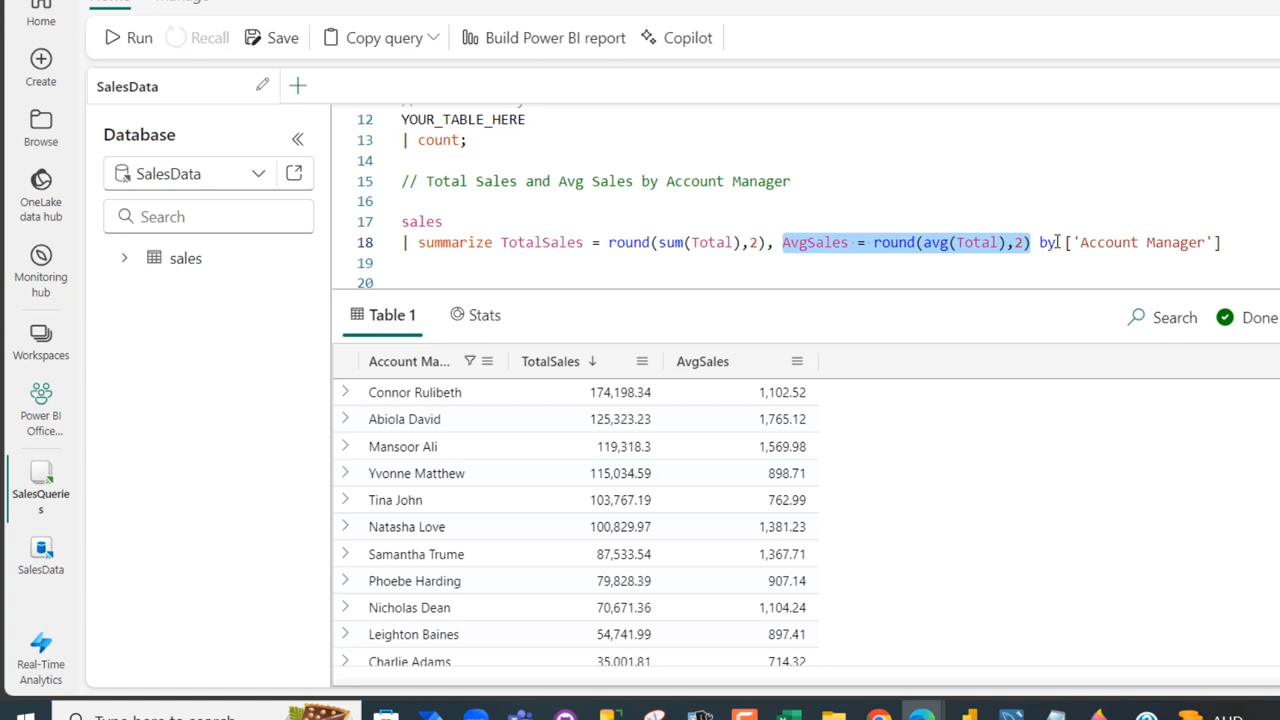 Home
Run
Recall
Save
Copy query
Build Power BI report
Copilot
Create
Browse
OneLake
data hub
Monitoring
hub
Workspaces
Power BI
Office...
SalesQuerie
s
SalesData
Real-Time
Analytics
SalesData
Database
SalesData
Search
sales
12 YOUR_TABLE_HERE
13 | count;
14
15 // Total Sales and Avg Sales by Account Manager
16
17 sales
18 | summarize TotalSales = round(sum(Total),2), AvgSales = round(avg(Total),2) by ['Account Manager']
19
20
Table 1
Stats
Search
Done
Account Ma... TotalSales AvgSales
Connor Rulibeth 174,198.34 1,102.52
Abiola David 125,323.23 1,765.12
Mansoor Ali 119,318.3 1,569.98
Yvonne Matthew 115,034.59 898.71
Tina John 103,767.19 762.99
Natasha Love 100,829.97 1,381.23
Samantha Trume 87,533.54 1,367.71
Phoebe Harding 79,828.39 907.14
Nicholas Dean 70,671.36 1,104.24
Leighton Baines 54,741.99 897.41
Charlie Adams 35,001.81 714.32